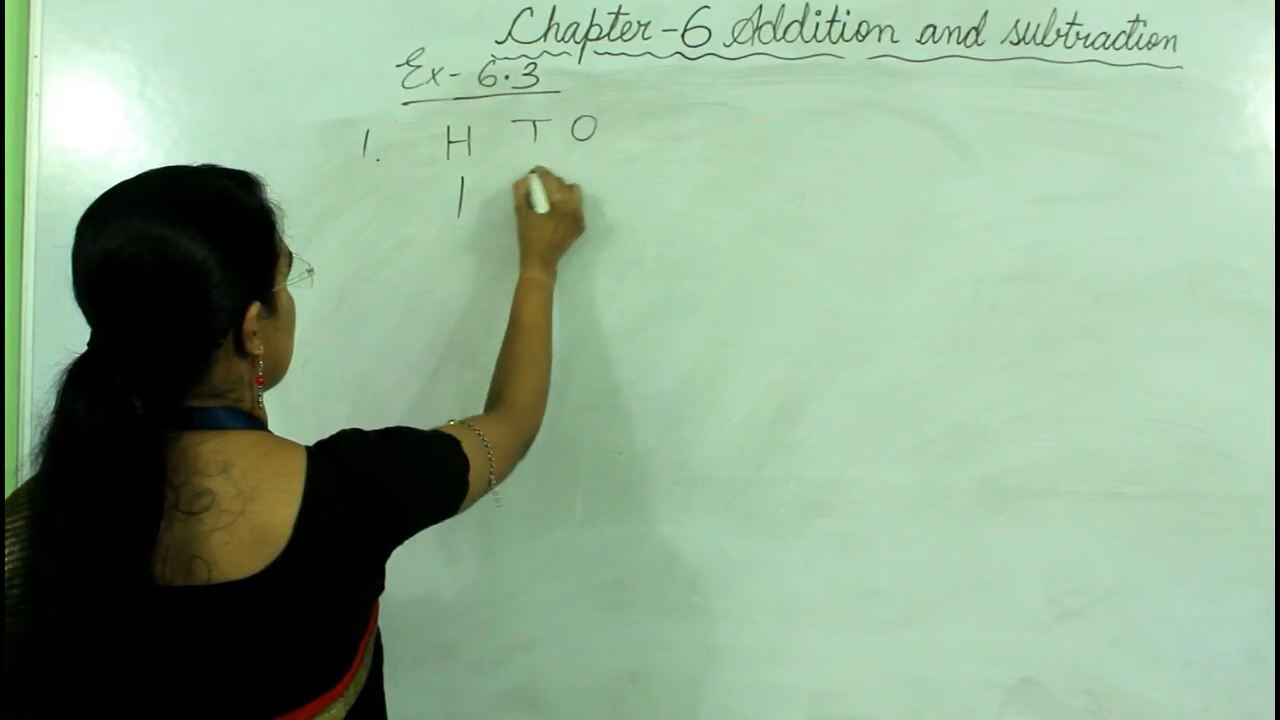 Chapter-6 Addition and subtraction
Ex- 6.3
1. H T O
1